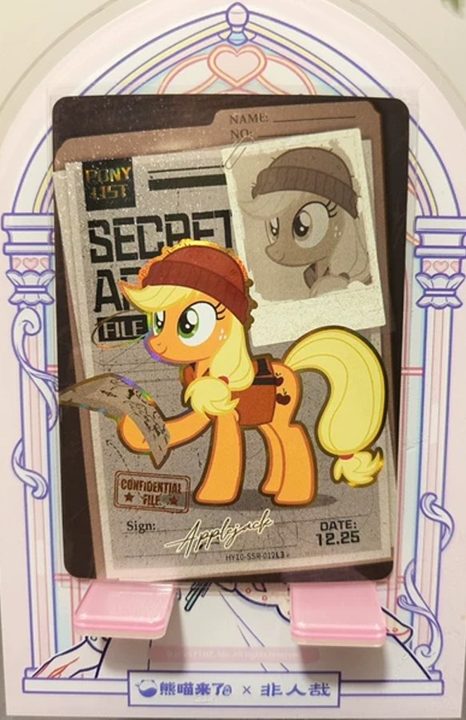 NAME:
NO:
PONY
LIST
SECRET
FILE
CONFIDENTIAL
FILE
Sign: Applejack
DATE:
12.25
熊喵来了 × 非人哉